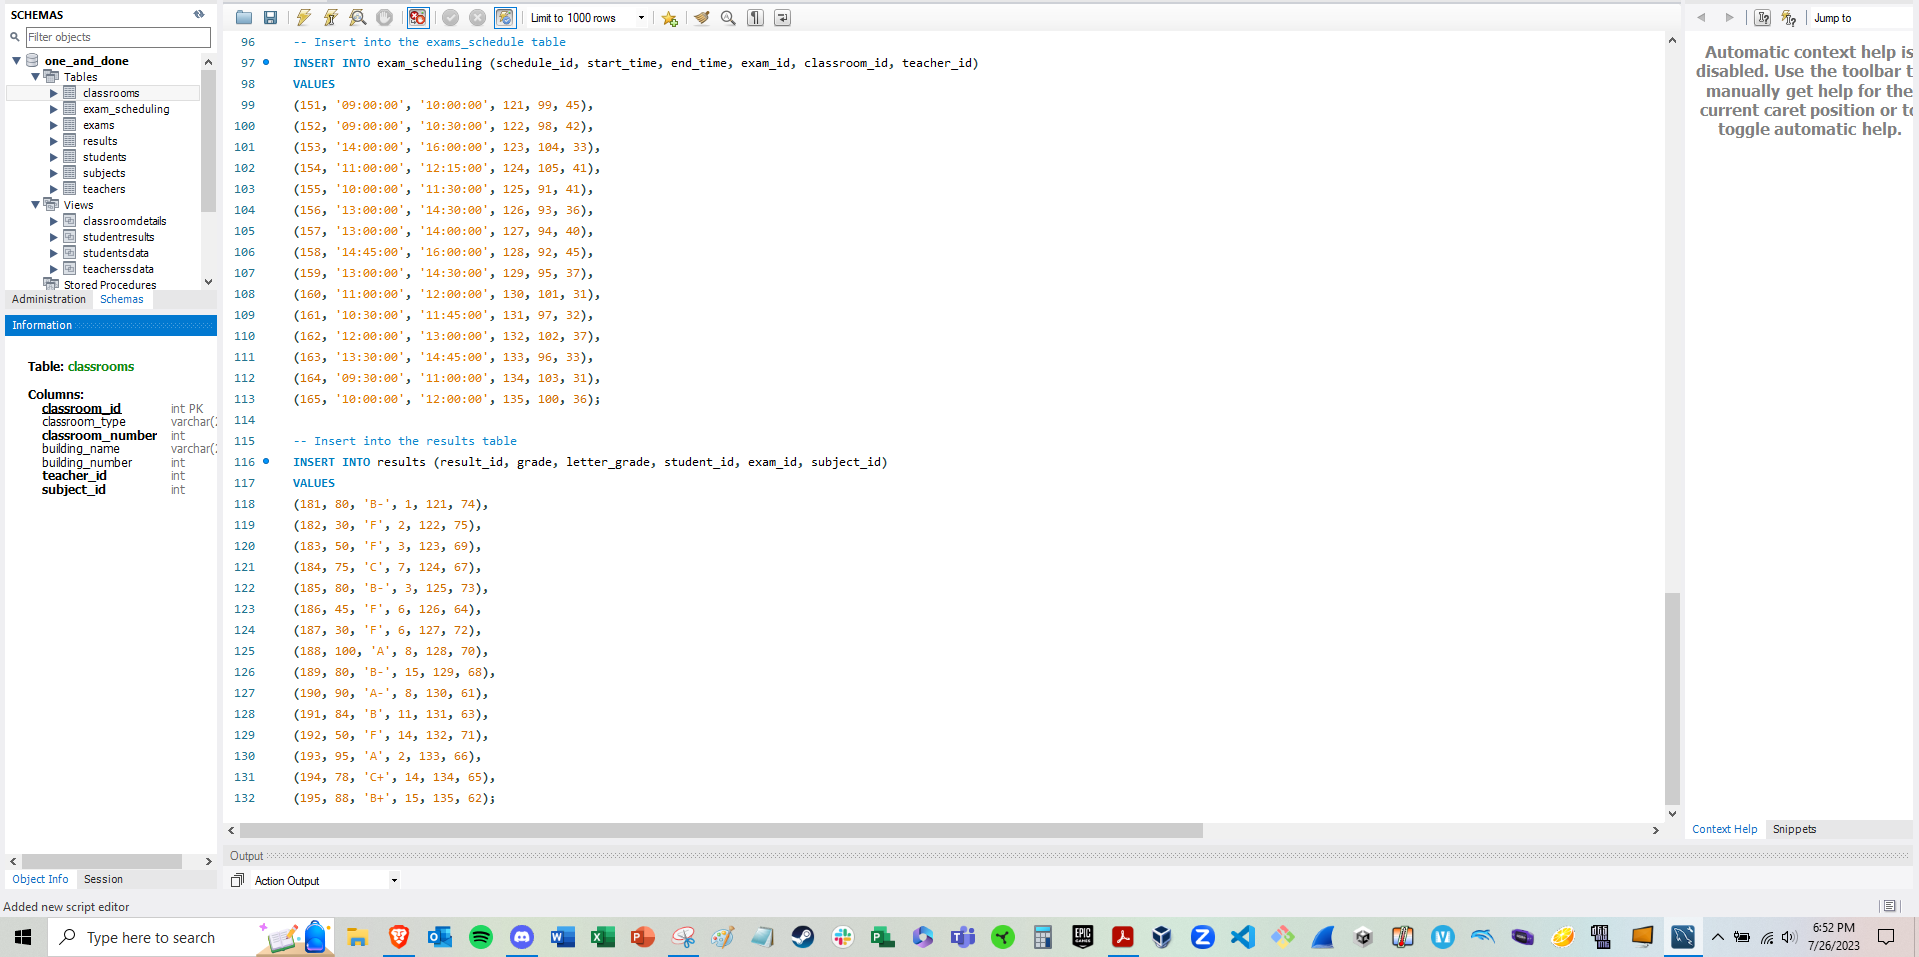 SCHEMAS
Filter objects
one_and_done
Tables
classrooms
exam_scheduling
exams
results
students
subjects
teachers
Views
classroomdetails
studentresults
studentsdata
teacherssdata
Stored Procedures
Administration Schemas
Information
Table: classrooms
Columns:
classroom_id int PK
classroom_type varchar(
classroom_number int
building_name varchar(
building_number int
teacher_id int
subject_id int
Object Info Session
Limit to 1000 rows
96 -- Insert into the exams_schedule table
97 INSERT INTO exam_scheduling (schedule_id, start_time, end_time, exam_id, classroom_id, teacher_id)
98 VALUES
99 (151, '09:00:00', '10:00:00', 121, 99, 45),
100 (152, '09:00:00', '10:30:00', 122, 98, 42),
101 (153, '14:00:00', '16:00:00', 123, 104, 33),
102 (154, '11:00:00', '12:15:00', 124, 105, 41),
103 (155, '10:00:00', '11:30:00', 125, 91, 41),
104 (156, '13:00:00', '14:30:00', 126, 93, 36),
105 (157, '13:00:00', '14:00:00', 127, 94, 40),
106 (158, '14:45:00', '16:00:00', 128, 92, 45),
107 (159, '13:00:00', '14:30:00', 129, 95, 37),
108 (160, '11:00:00', '12:00:00', 130, 101, 31),
109 (161, '10:30:00', '11:45:00', 131, 97, 32),
110 (162, '12:00:00', '13:00:00', 132, 102, 37),
111 (163, '13:30:00', '14:45:00', 133, 96, 33),
112 (164, '09:30:00', '11:00:00', 134, 103, 31),
113 (165, '10:00:00', '12:00:00', 135, 100, 36);
114
115 -- Insert into the results table
116 INSERT INTO results (result_id, grade, letter_grade, student_id, exam_id, subject_id)
117 VALUES
118 (181, 80, 'B-', 1, 121, 74),
119 (182, 30, 'F', 2, 122, 75),
120 (183, 50, 'F', 3, 123, 69),
121 (184, 75, 'C', 7, 124, 67),
122 (185, 80, 'B-', 3, 125, 73),
123 (186, 45, 'F', 6, 126, 64),
124 (187, 30, 'F', 6, 127, 72),
125 (188, 100, 'A', 8, 128, 70),
126 (189, 80, 'B-', 15, 129, 68),
127 (190, 90, 'A-', 8, 130, 61),
128 (191, 84, 'B', 11, 131, 63),
129 (192, 50, 'F', 14, 132, 71),
130 (193, 95, 'A', 2, 133, 66),
131 (194, 78, 'C+', 14, 134, 65),
132 (195, 88, 'B+', 15, 135, 62);
Output
Action Output
Jump to
Automatic context help is
disabled. Use the toolbar t
manually get help for the
current caret position or to
toggle automatic help.
Context Help Snippets
Added new script editor
Type here to search
EPIC
GAMES
6:52 PM
7/26/2023